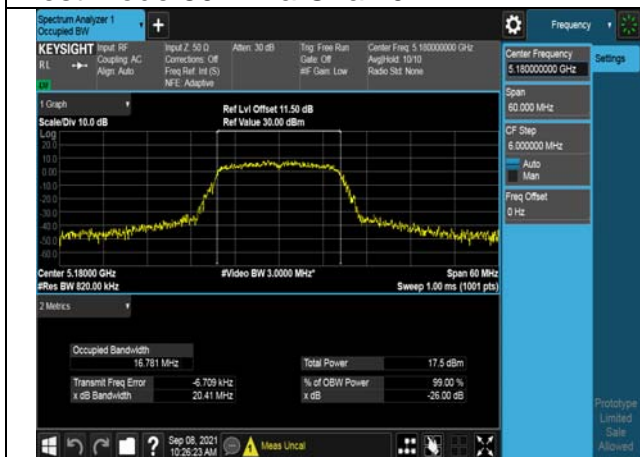 Spectrum Analyzer 1
Occupied BW
+
Frequency
KEYSIGHT
RL
Input: RF
Coupling: AC
Align: Auto
Input Z: 50 Ω
Corrections: Off
Freq Ref: Int (S)
NFE: Adaptive
Atten: 30 dB
Trig: Free Run
Gate: Off
#IF Gain: Low
Center Freq: 5.180000000 GHz
Avg|Hold: 10/10
Radio Std: None
Center Frequency
5.180000000 GHz
Settings
Span
60.000 MHz
CF Step
6.000000 MHz
Auto
Man
Freq Offset
0 Hz
1 Graph
Scale/Div 10.0 dB
Ref Lvl Offset 11.50 dB
Ref Value 30.00 dBm
Log
20.0
10.0
0.00
-10.0
-20.0
-30.0
-40.0
-50.0
-60.0
Center 5.18000 GHz
#Res BW 820.00 kHz
#Video BW 3.0000 MHz*
Span 60 MHz
Sweep 1.00 ms (1001 pts)
2 Metrics
Occupied Bandwidth
16.781 MHz
Total Power
17.5 dBm
Transmit Freq Error
-6.709 kHz
% of OBW Power
99.00 %
x dB Bandwidth
20.41 MHz
x dB
-26.00 dB
Prototype
Limited
Sale
Allowed
?
Sep 08, 2021
10:26:23 AM
Meas Uncal